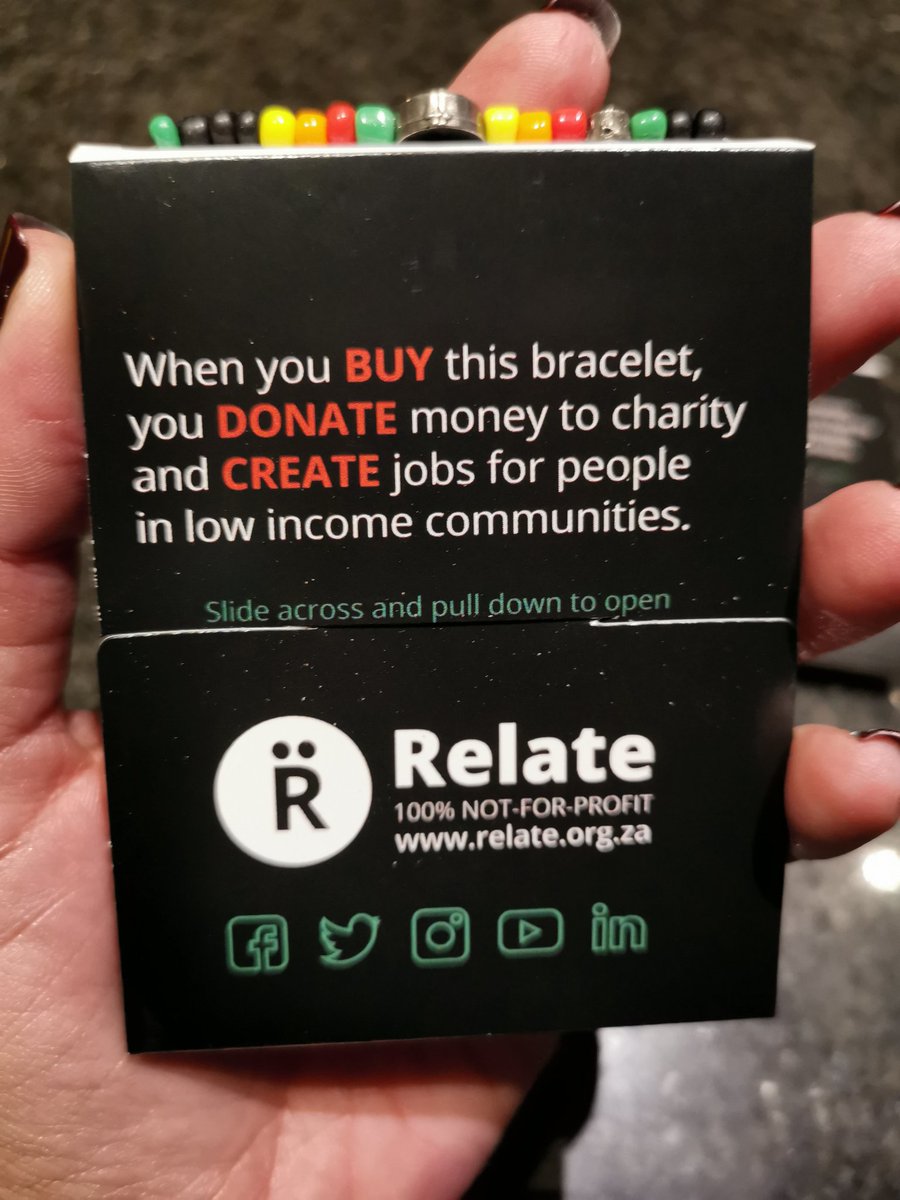 When you BUY this bracelet,
you DONATE money to charity
and CREATE jobs for people
in low income communities.
Slide across and pull down to open
R̈ Relate
100% NOT-FOR-PROFIT
www.relate.org.za